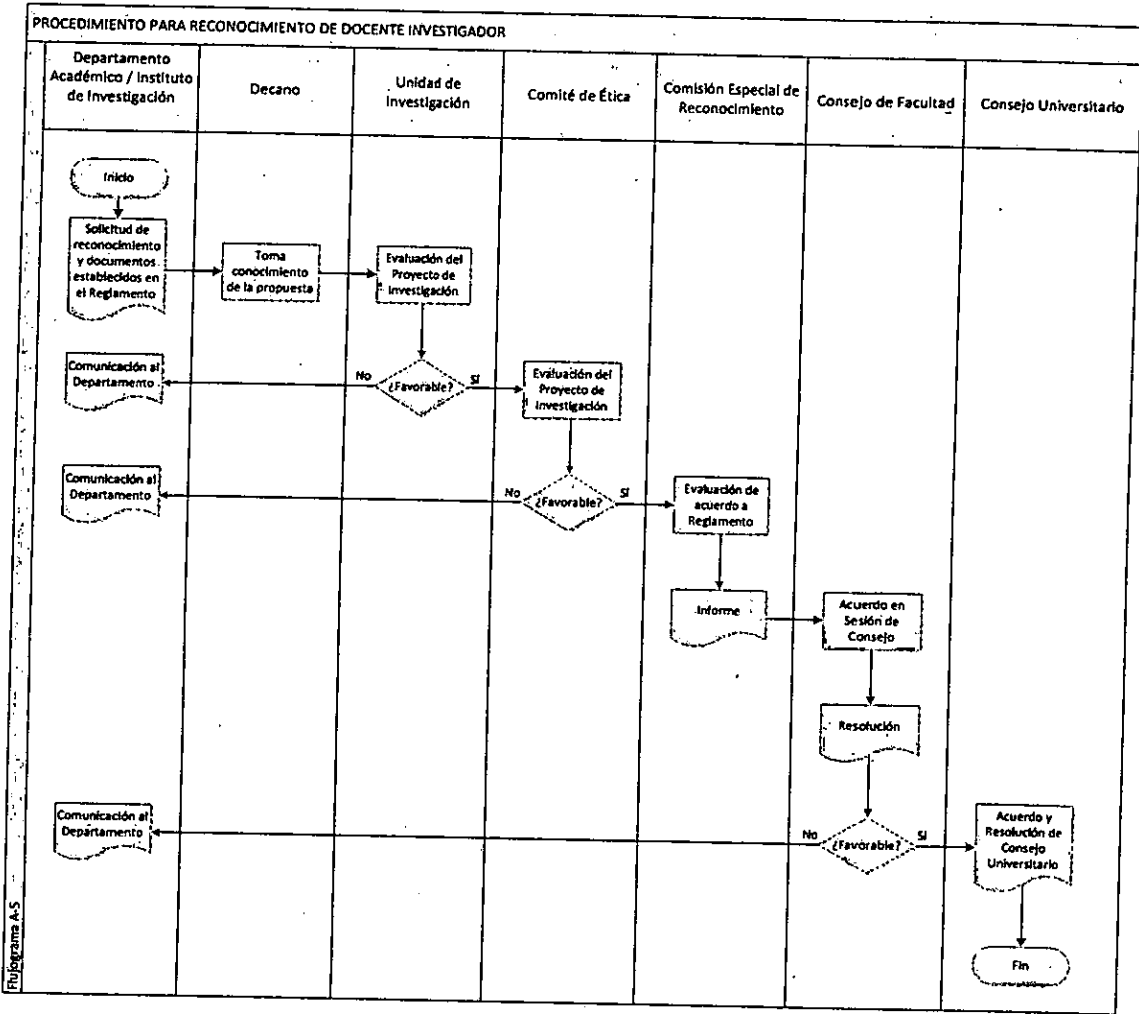 PROCEDIMIENTO PARA RECONOCIMIENTO DE DOCENTE INVESTIGADOR
Departamento
Académico / Instituto
de Investigación
Decano
Unidad de
Investigación
Comité de Ética
Comisión Especial de
Reconocimiento
Consejo de Facultad
Consejo Universitario
Inicio
Solicitud de
reconocimiento
y documentos
establecidos en
el Reglamento
Toma
conocimiento
de la propuesta
Evaluación del
Proyecto de
Investigación
Comunicación al
Departamento
No
¿Favorable?
SI
Evaluación del
Proyecto de
Investigación
Comunicación al
Departamento
No
¿Favorable?
SI
Evaluación de
acuerdo a
Reglamento
Informe
Acuerdo en
Sesión de
Consejo
Resolución
Comunicación al
Departamento
No
¿Favorable?
SI
Acuerdo y
Resolución de
Consejo
Universitario
Fin
Flujograma A-5